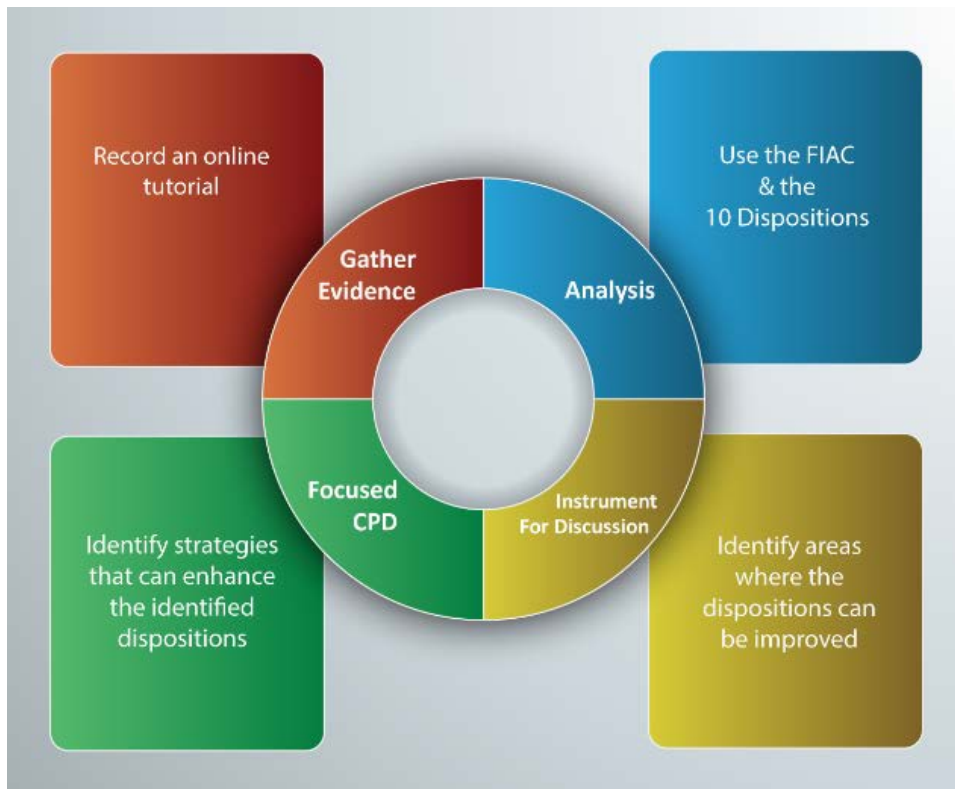 Record an online
tutorial
Gather
Evidence
Use the FIAC
& the
10 Dispositions
Analysis
Focused
CPD
Identify strategies
that can enhance
the identified
dispositions
Instrument
For Discussion
Identify areas
where the
dispositions can
be improved